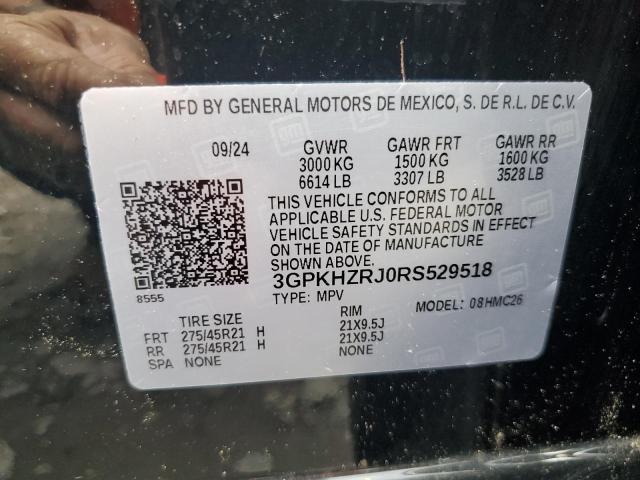 MFD BY GENERAL MOTORS DE MEXICO, S. DE R.L. DE C.V.
09/24 GVWR GAWR FRT GAWR RR
3000 KG 1500 KG 1600 KG
6614 LB 3307 LB 3528 LB
THIS VEHICLE CONFORMS TO ALL
APPLICABLE U.S. FEDERAL MOTOR
VEHICLE SAFETY STANDARDS IN EFFECT
ON THE DATE OF MANUFACTURE
SHOWN ABOVE.
3GPKHZRJ0RS529518
8555
TYPE: MPV MODEL: 08HMC26
TIRE SIZE RIM
FRT 275/45R21 H 21X9.5J
RR 275/45R21 H 21X9.5J
SPA NONE NONE